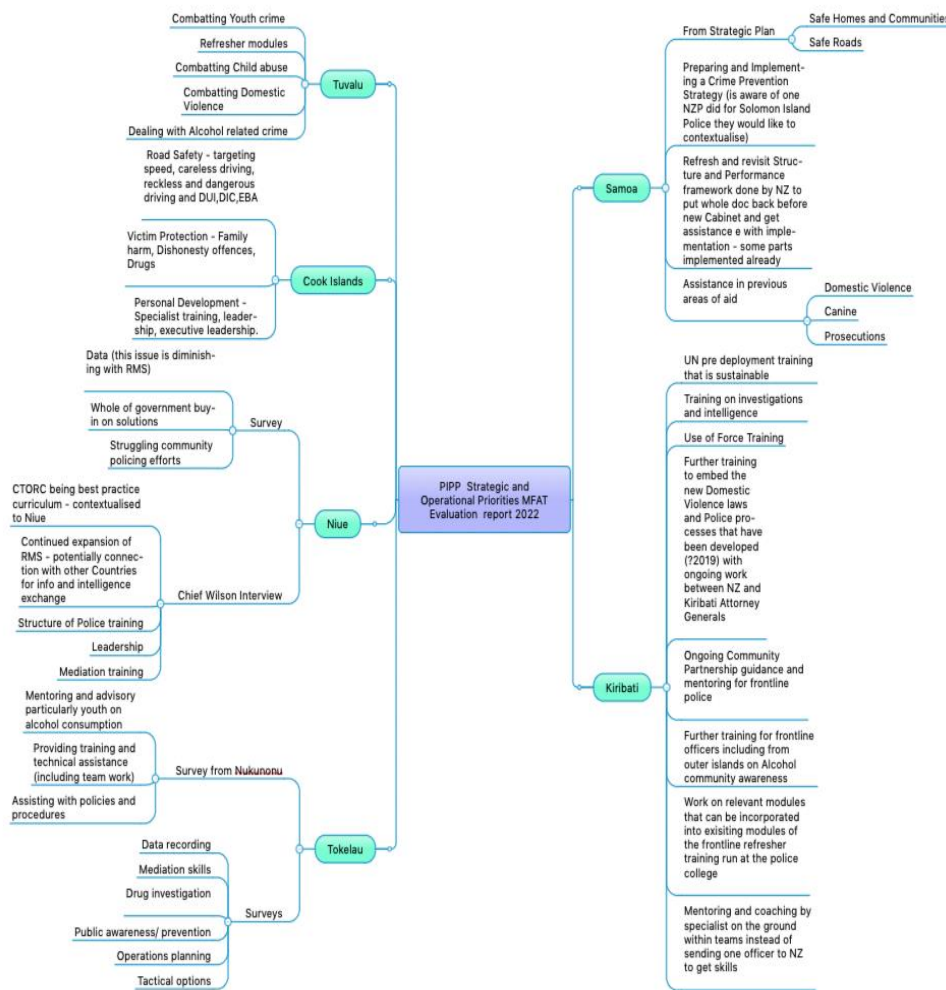 Combatting Youth crime
Refresher modules
Combatting Child abuse
Combatting Domestic
Violence
Dealing with Alcohol related crime
Tuvalu
Road Safety - targeting
speed, careless driving,
reckless and dangerous
driving and DUI,DIC,EBA
Victim Protection - Family
harm, Dishonesty offences,
Drugs
Personal Development -
Specialist training, leader-
ship, executive leadership.
Cook Islands
Data (this issue is diminish-
ing with RMS)
Whole of government buy-
in on solutions
Struggling community
policing efforts
Survey
CTORC being best practice
curriculum - contextualised
to Niue
Continued expansion of
RMS - potentially connec-
tion with other Countries
for info and intelligence
exchange
Structure of Police training
Leadership
Mediation training
Chief Wilson Interview
Niue
Mentoring and advisory
particularly youth on
alcohol consumption
Providing training and
technical assistance
(including team work)
Assisting with policies and
procedures
Survey from Nukunonu
Data recording
Mediation skills
Drug investigation
Public awareness/ prevention
Operations planning
Tactical options
Surveys
Tokelau
PIPP Strategic and
Operational Priorities MFAT
Evaluation report 2022
Samoa
From Strategic Plan
Safe Homes and Communities
Safe Roads
Preparing and Implement-
ing a Crime Prevention
Strategy (is aware of one
NZP did for Solomon Island
Police they would like to
contextualise)
Refresh and revisit Struc-
ture and Performance
framework done by NZ to
put whole doc back before
new Cabinet and get
assistance e with imple-
mentation - some parts
implemented already
Assistance in previous
areas of aid
Domestic Violence
Canine
Prosecutions
Kiribati
UN pre deployment training
that is sustainable
Training on investigations
and intelligence
Use of Force Training
Further training
to embed the
new Domestic
Violence laws
and Police pro-
cesses that have
been developed
(?2019) with
ongoing work
between NZ and
Kiribati Attorney
Generals
Ongoing Community
Partnership guidance and
mentoring for frontline
police
Further training for frontline
officers including from
outer islands on Alcohol
community awareness
Work on relevant modules
that can be incorporated
into exisiting modules of
the frontline refresher
training run at the police
college
Mentoring and coaching by
specialist on the ground
within teams instead of
sending one officer to NZ
to get skills